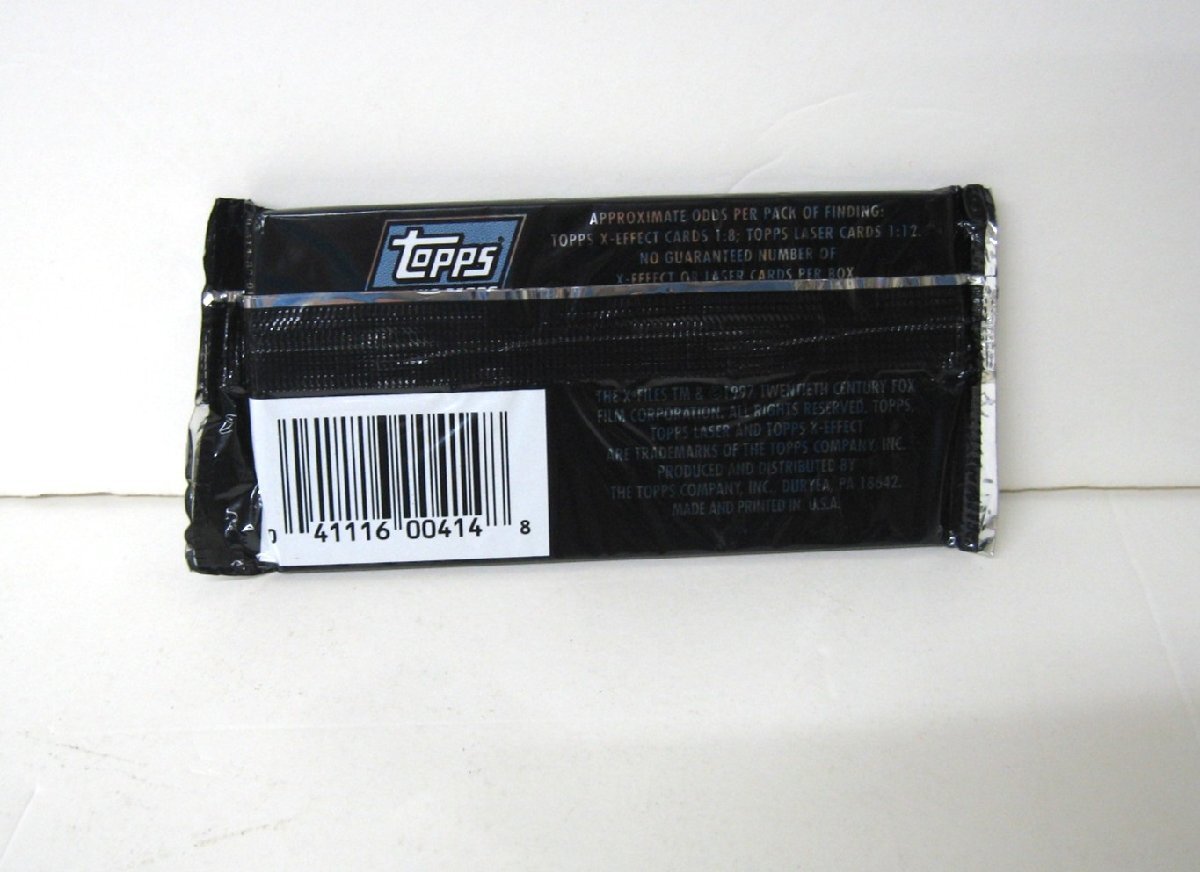 TOPPS
APPROXIMATE ODDS PER PACK OF FINDING:
TOPPS X-EFFECT CARDS 1:8; TOPPS LASER CARDS 1:12.
NO GUARANTEED NUMBER OF
X-EFFECT OR LASER CARDS PER BOX
THE X-FILES TM & © 1997 TWENTIETH CENTURY FOX
FILM CORPORATION. ALL RIGHTS RESERVED. TOPPS,
TOPPS LASER AND TOPPS X-EFFECT
ARE TRADEMARKS OF THE TOPPS COMPANY, INC.
PRODUCED AND DISTRIBUTED BY
THE TOPPS COMPANY, INC., DURYEA, PA 18642.
MADE AND PRINTED IN U.S.A.
0 41116 00414 8